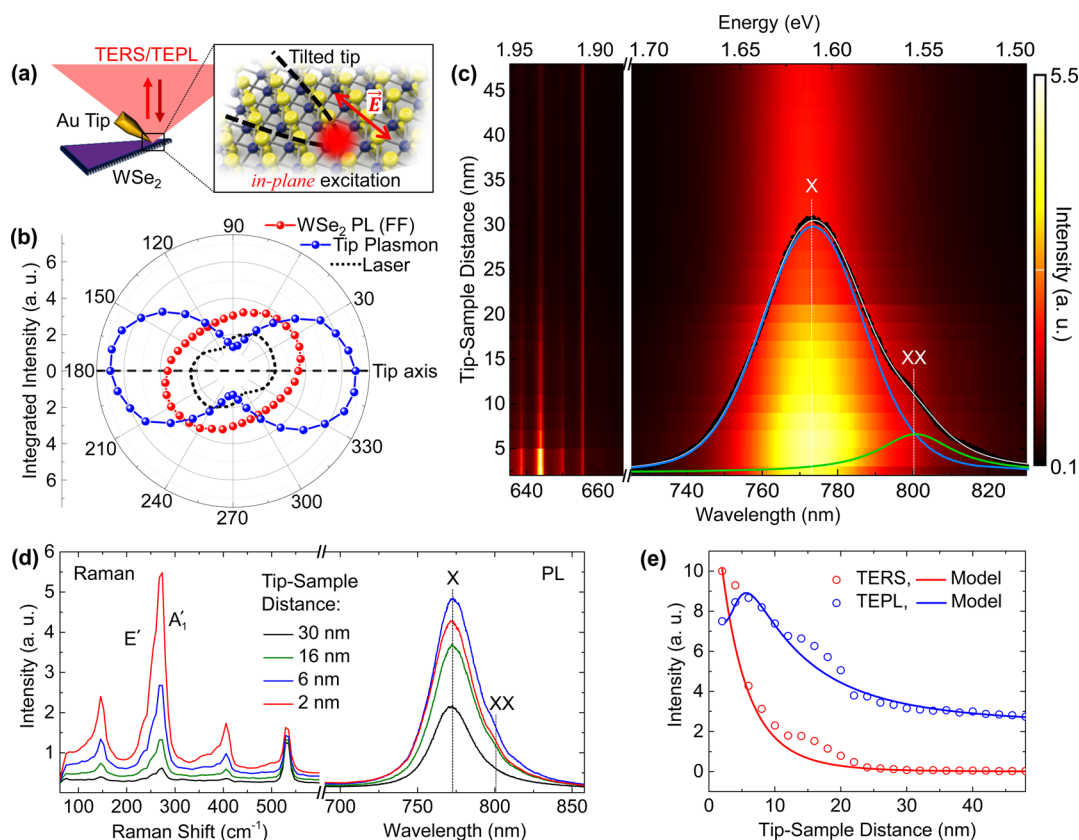 (a)
TERS/TEPL
Au Tip
WSe₂
Tilted tip
E
in-plane excitation
(b)
WSe₂ PL (FF)
Tip Plasmon
Laser
Integrated Intensity (a. u.)
6
4
2
0
2
4
6
90
120
150
180
210
240
270
300
330
30
Tip axis
(c)
Energy (eV)
1.95 1.90 1.70 1.65 1.60 1.55 1.50
Tip-Sample Distance (nm)
45
40
35
30
25
20
15
10
5
X
XX
640 660 740 760 780 800 820
Wavelength (nm)
5.5
Intensity (a. u)
0.1
(d)
Raman
PL
Intensity (a. u.)
6
5
4
3
2
1
E′
A′₁
Tip-Sample
Distance:
30 nm
16 nm
6 nm
2 nm
X
XX
100 200 300 400 500 700 750 800 850
Raman Shift (cm⁻¹)
Wavelength (nm)
(e)
TERS, Model
TEPL, Model
Intensity (a. u.)
10
8
6
4
2
0
0 10 20 30 40
Tip-Sample Distance (nm)